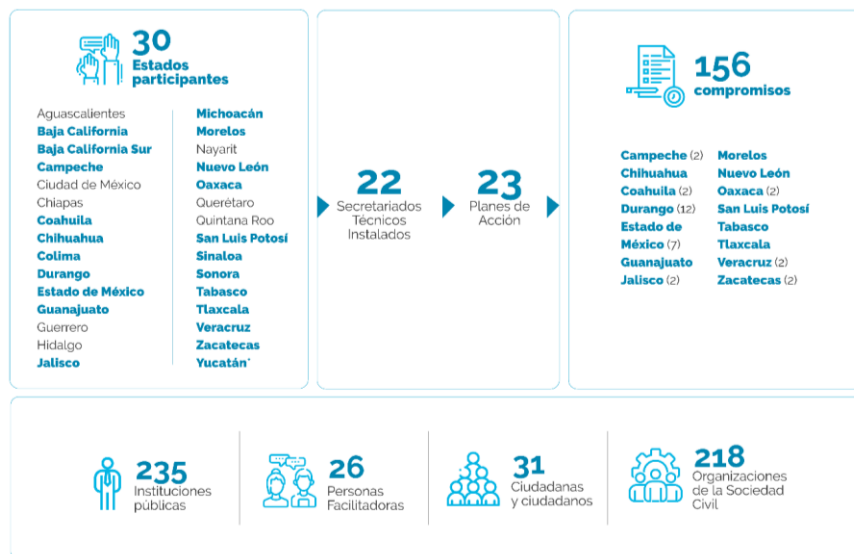 30
Estados
participantes
Aguascalientes
Baja California
Baja California Sur
Campeche
Ciudad de México
Chiapas
Coahuila
Chihuahua
Colima
Durango
Estado de México
Guanajuato
Guerrero
Hidalgo
Jalisco
Michoacán
Morelos
Nayarit
Nuevo León
Oaxaca
Querétaro
Quintana Roo
San Luis Potosí
Sinaloa
Sonora
Tabasco
Tlaxcala
Veracruz
Zacatecas
Yucatán*
22
Secretariados
Técnicos
Instalados
23
Planes de
Acción
156
compromisos
Campeche (2)
Chihuahua
Coahuila (2)
Durango (12)
Estado de
México (7)
Guanajuato
Jalisco (2)
Morelos
Nuevo León
Oaxaca (2)
San Luis Potosí
Tabasco
Tlaxcala
Veracruz (2)
Zacatecas (2)
235
Instituciones
públicas
26
Personas
Facilitadoras
31
Ciudadanas
y ciudadanos
218
Organizaciones
de la Sociedad
Civil